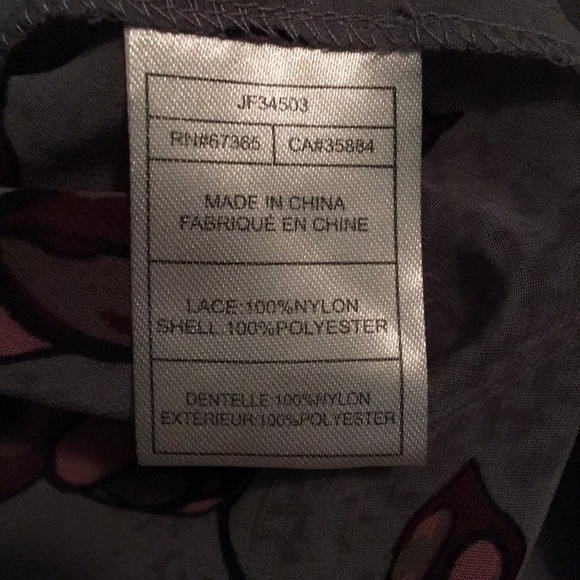 JF34503
RN#67365 CA#35884
MADE IN CHINA
FABRIQUÉ EN CHINE
LACE:100%NYLON
SHELL:100%POLYESTER
DENTELLE:100%NYLON
EXTERIEUR:100%POLYESTER